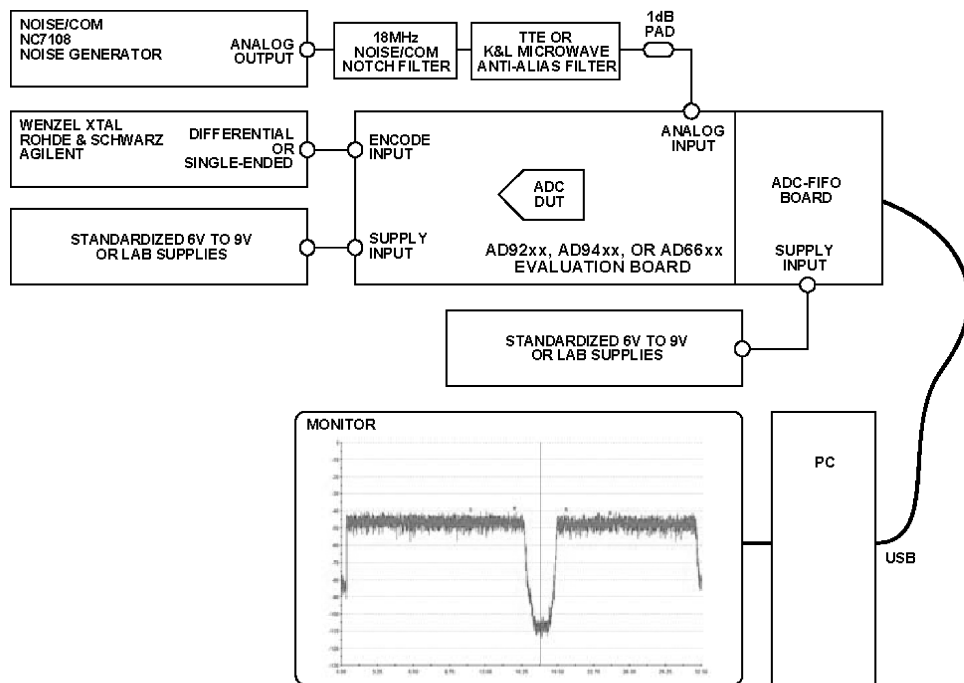 NOISE/COM
NC7108
NOISE GENERATOR
ANALOG
OUTPUT
18MHz
NOISE/COM
NOTCH FILTER
TTE OR
K&L MICROWAVE
ANTI-ALIAS FILTER
1dB
PAD
WENZEL XTAL
ROHDE & SCHWARZ
AGILENT
DIFFERENTIAL
OR
SINGLE-ENDED
ENCODE
INPUT
ANALOG
INPUT
ADC
DUT
ADC-FIFO
BOARD
STANDARDIZED 6V TO 9V
OR LAB SUPPLIES
SUPPLY
INPUT
AD92xx, AD94xx, OR AD66xx
EVALUATION BOARD
SUPPLY
INPUT
STANDARDIZED 6V TO 9V
OR LAB SUPPLIES
MONITOR
PC
USB